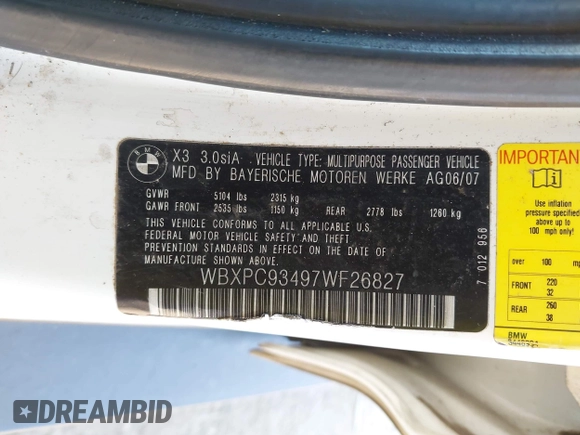 BMW
X3 3.0siA VEHICLE TYPE: MULTIPURPOSE PASSENGER VEHICLE
MFD BY BAYERISCHE MOTOREN WERKE AG06/07
GVWR 5104 lbs 2315 kg
GAWR FRONT 2535 lbs 1150 kg REAR 2778 lbs 1260 kg
THIS VEHICLE CONFORMS TO ALL APPLICABLE U.S.
FEDERAL MOTOR VEHICLE SAFETY AND THEFT
PREVENTION STANDARDS IN EFFECT ON THE DATE OF
MANUFACTURE SHOWN ABOVE.
WBXPC93497WF26827
7 012 956
IMPORTAN
Use inflation
pressure specified
above up to
100 mph only!
over 100 mp
FRONT 220
32
REAR 260
38
BMW
DREAMBID